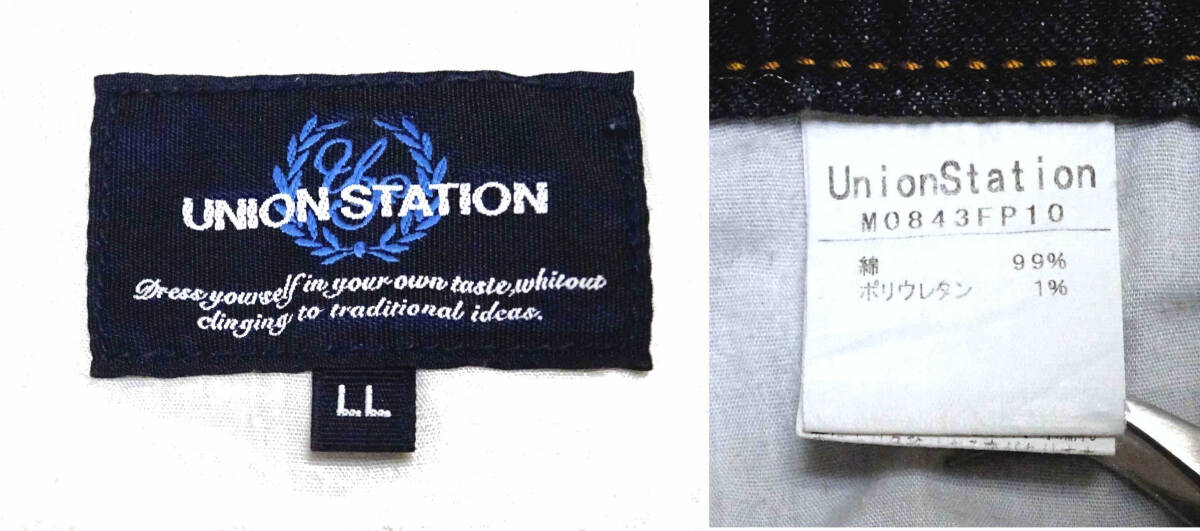 UNION STATION
Dress yourself in your own taste, whitout
clinging to traditional ideas.
LL
UnionStation
M0843FP10
綿 99%
ポリウレタン 1%